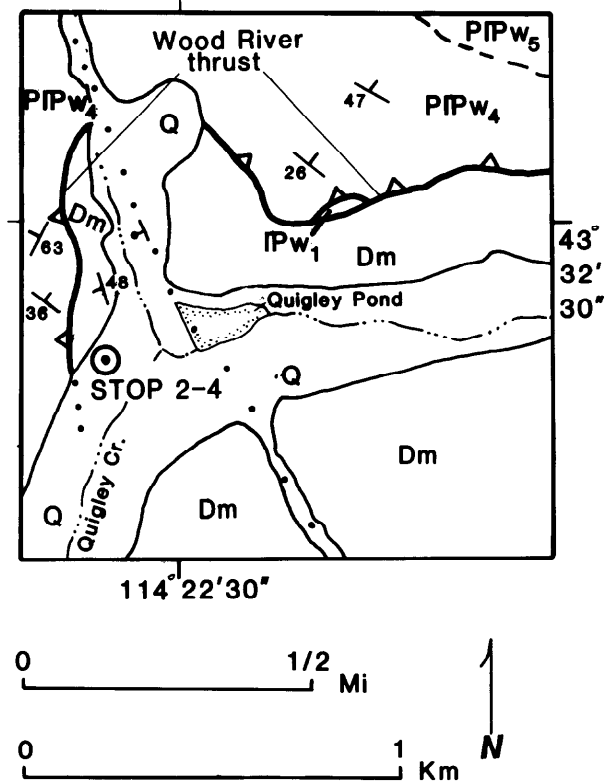 Wood River
thrust
PIPw5
PIPw4
47
PIPw4
Q
26
IPw1
Dm
Dm
63
48
36
43°
32'
30"
Quigley Pond
STOP 2-4
Q
Quigley Cr.
Dm
Q
Dm
114°22'30"
0 1/2
Mi
0 1
Km
N